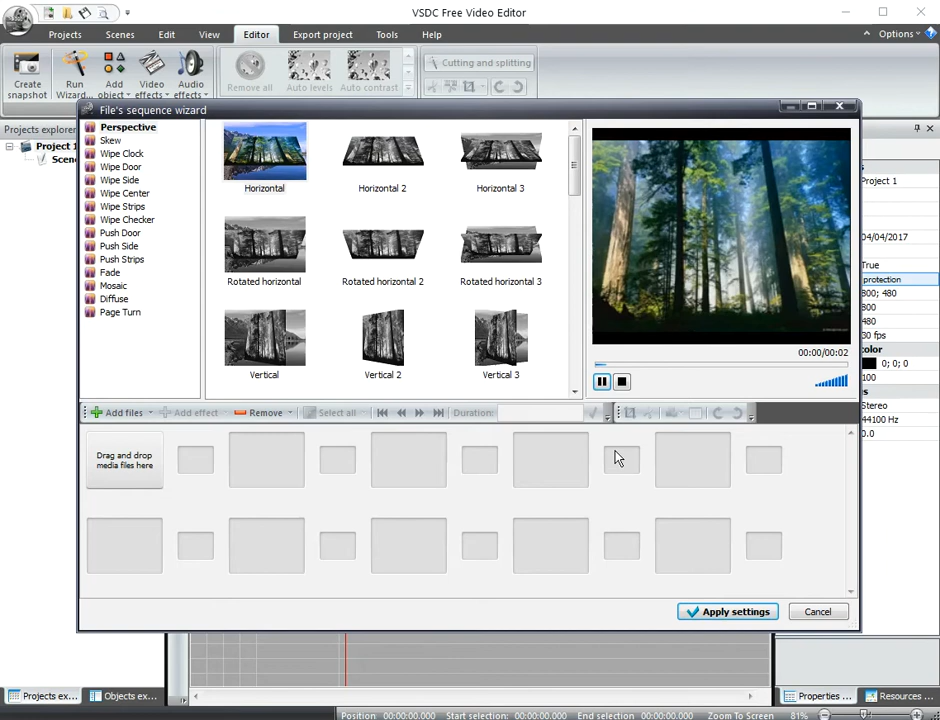 VSDC Free Video Editor
Projects Scenes Edit View Editor Export project Tools Help Options
Create snapshot
Run Wizard...
Add object
Video effects
Audio effects
Remove all
Auto levels
Auto contrast
Cutting and splitting
Projects explorer
File's sequence wizard
Project 1
Scene
Perspective
Skew
Wipe Clock
Wipe Door
Wipe Side
Wipe Center
Wipe Strips
Wipe Checker
Push Door
Push Side
Push Strips
Fade
Mosaic
Diffuse
Page Turn
Horizontal Horizontal 2 Horizontal 3
Rotated horizontal Rotated horizontal 2 Rotated horizontal 3
Vertical Vertical 2 Vertical 3
00:00/00:02
Project 1
04/04/2017
True
protection
800; 480
480
30 fps
color
0; 0; 0
100
Stereo
44100 Hz
0.0
Add files Add effect Remove Select all Duration:
Drag and drop
media files here
Apply settings Cancel
Projects ex... Objects ex... Properties ... Resources ...
Position: 00:00:00.000 Start selection: 00:00:00.000 End selection: 00:00:00.000 Zoom To Screen 81%